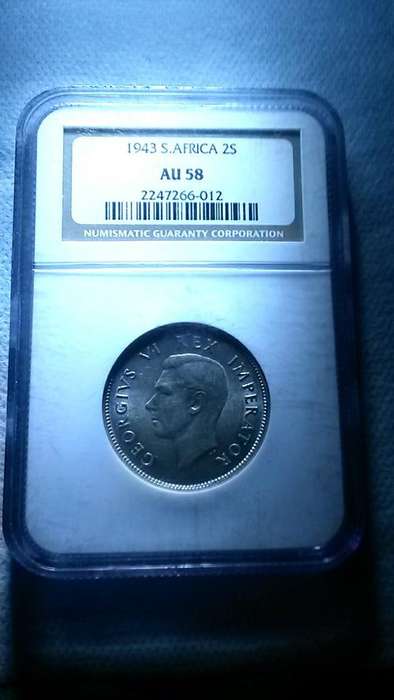 1943 S.AFRICA 2S
AU 58
2247266-012
NUMISMATIC GUARANTY CORPORATION
GEORGIVS VI REX IMPERATOR